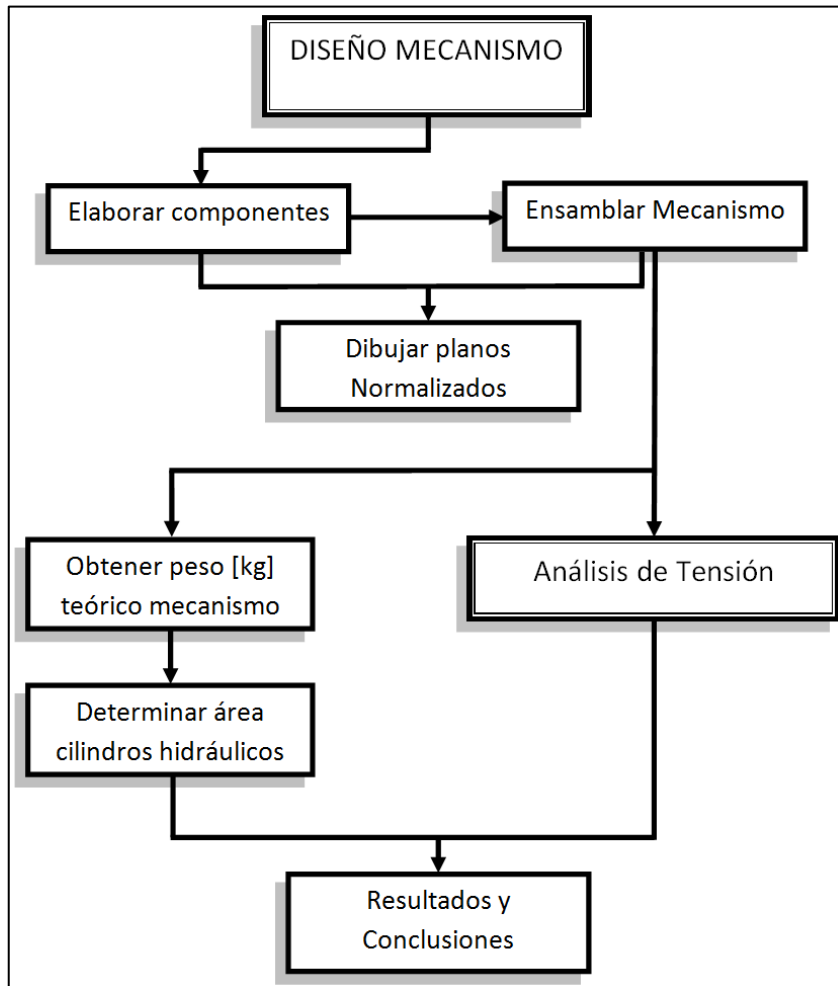 DISEÑO MECANISMO
Elaborar componentes
Ensamblar Mecanismo
Dibujar planos
Normalizados
Obtener peso [kg]
teórico mecanismo
Análisis de Tensión
Determinar área
cilindros hidráulicos
Resultados y
Conclusiones